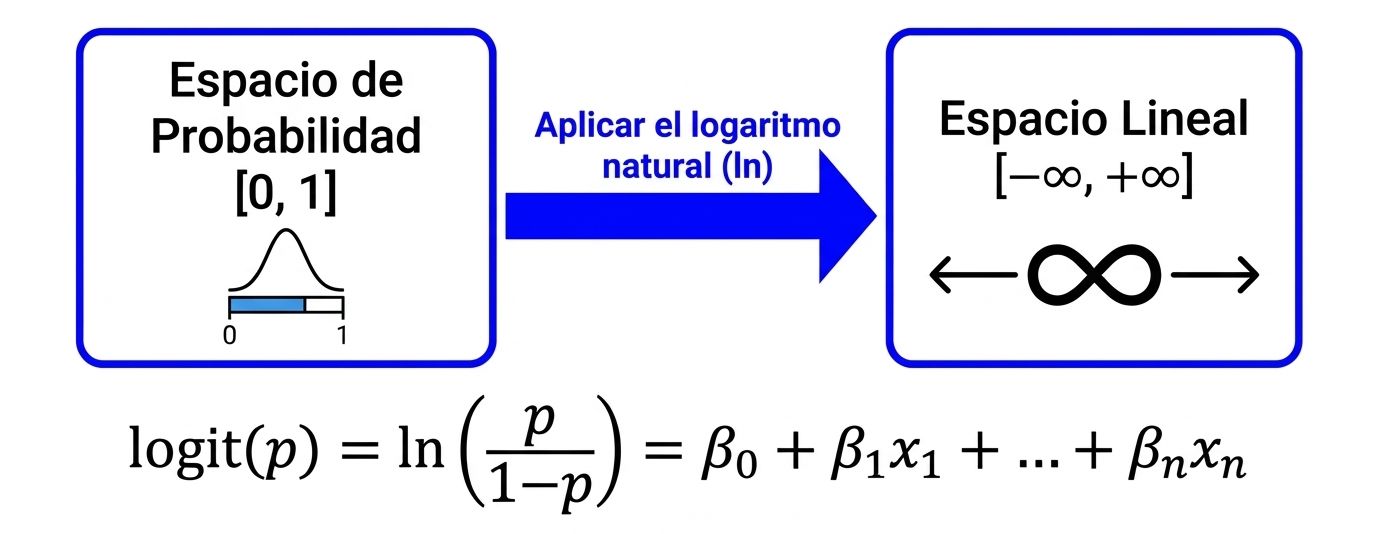 Espacio de
Probabilidad
[0, 1]
0 1
Aplicar el logaritmo
natural (ln)
Espacio Lineal
[−∞, +∞]
logit(p) = ln(p/1−p) = β₀ + β₁x₁ + ... + βₙxₙ